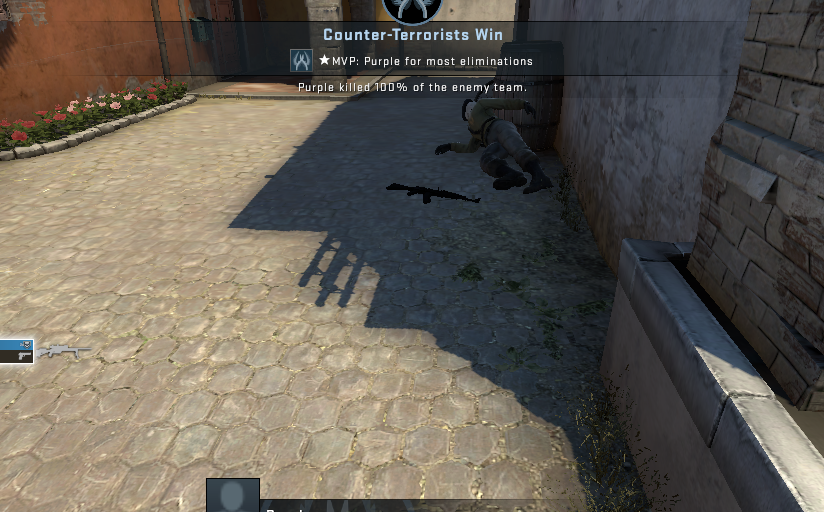 Counter-Terrorists Win
★MVP: Purple for most eliminations
Purple killed 100% of the enemy team.